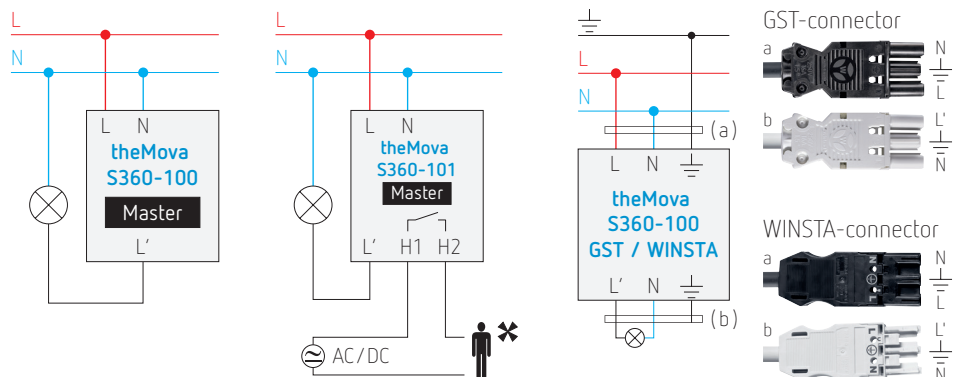 L
N
L N
theMova
S360-100
Master
L'
L
N
L N
theMova
S360-101
Master
L' H1 H2
AC/DC
L
N
(a)
L N
theMova
S360-100
GST / WINSTA
L' N
(b)
GST-connector
a
N
L
b
L'
N
WINSTA-connector
a
N
L
N
L
b
L'
N
L
N